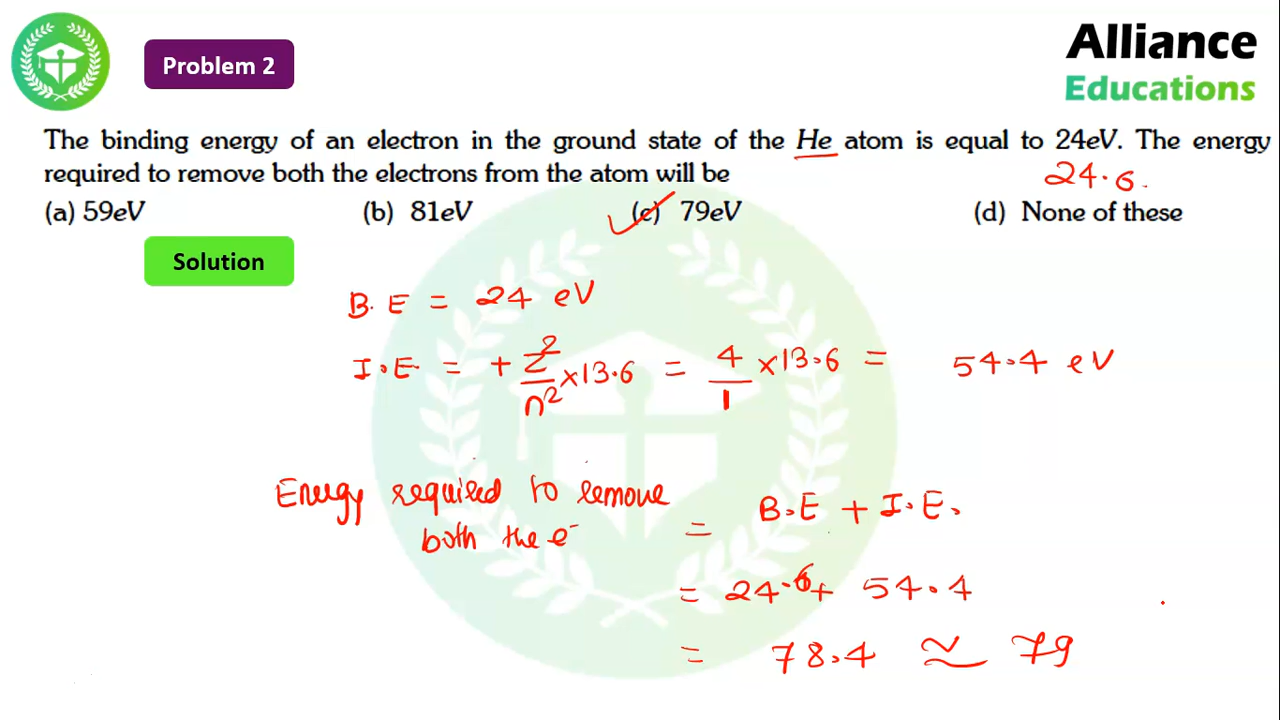 Problem 2
Alliance
Educations
The binding energy of an electron in the ground state of the He atom is equal to 24eV. The energy
24.6.
required to remove both the electrons from the atom will be
(a) 59eV (b) 81eV (c) 79eV (d) None of these
Solution
B.E = 24 eV
I.E. = + Z²/n² × 13.6 = 4/1 × 13.6 = 54.4 eV
Energy required to remove
both the e⁻ = B.E + I.E.
= 24.6 + 54.4
= 78.4 ≃ 79